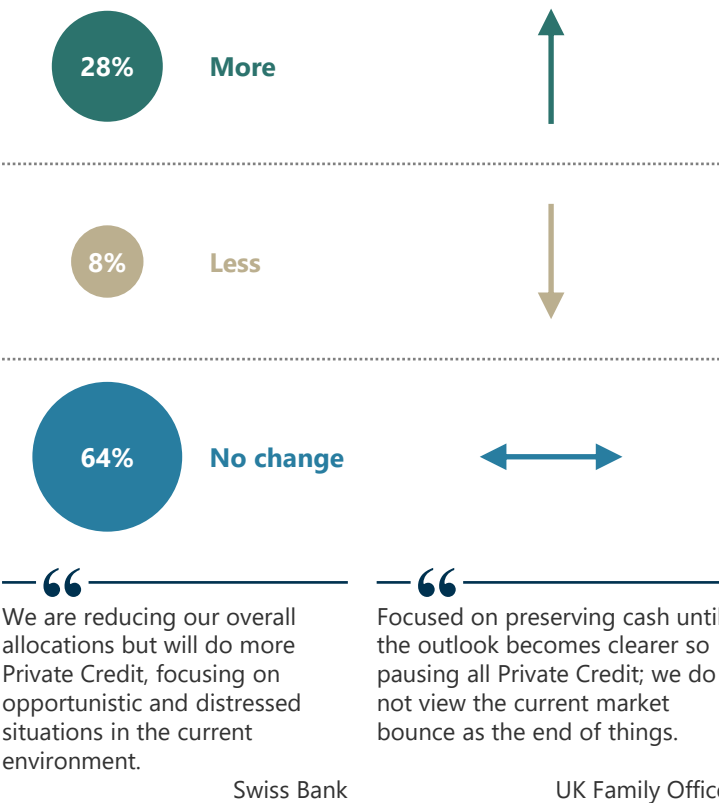 28% More
8% Less
64% No change
We are reducing our overall
allocations but will do more
Private Credit, focusing on
opportunistic and distressed
situations in the current
environment.
Swiss Bank
Focused on preserving cash until
the outlook becomes clearer so
pausing all Private Credit; we do
not view the current market
bounce as the end of things.
UK Family Office